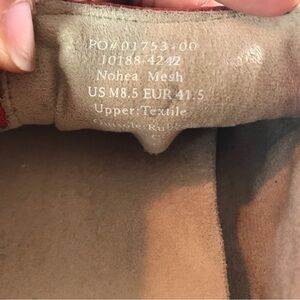 PO#01753-00
10188-4242
Nohea Mesh
US M8.5 EUR 41.5
Upper:Textile